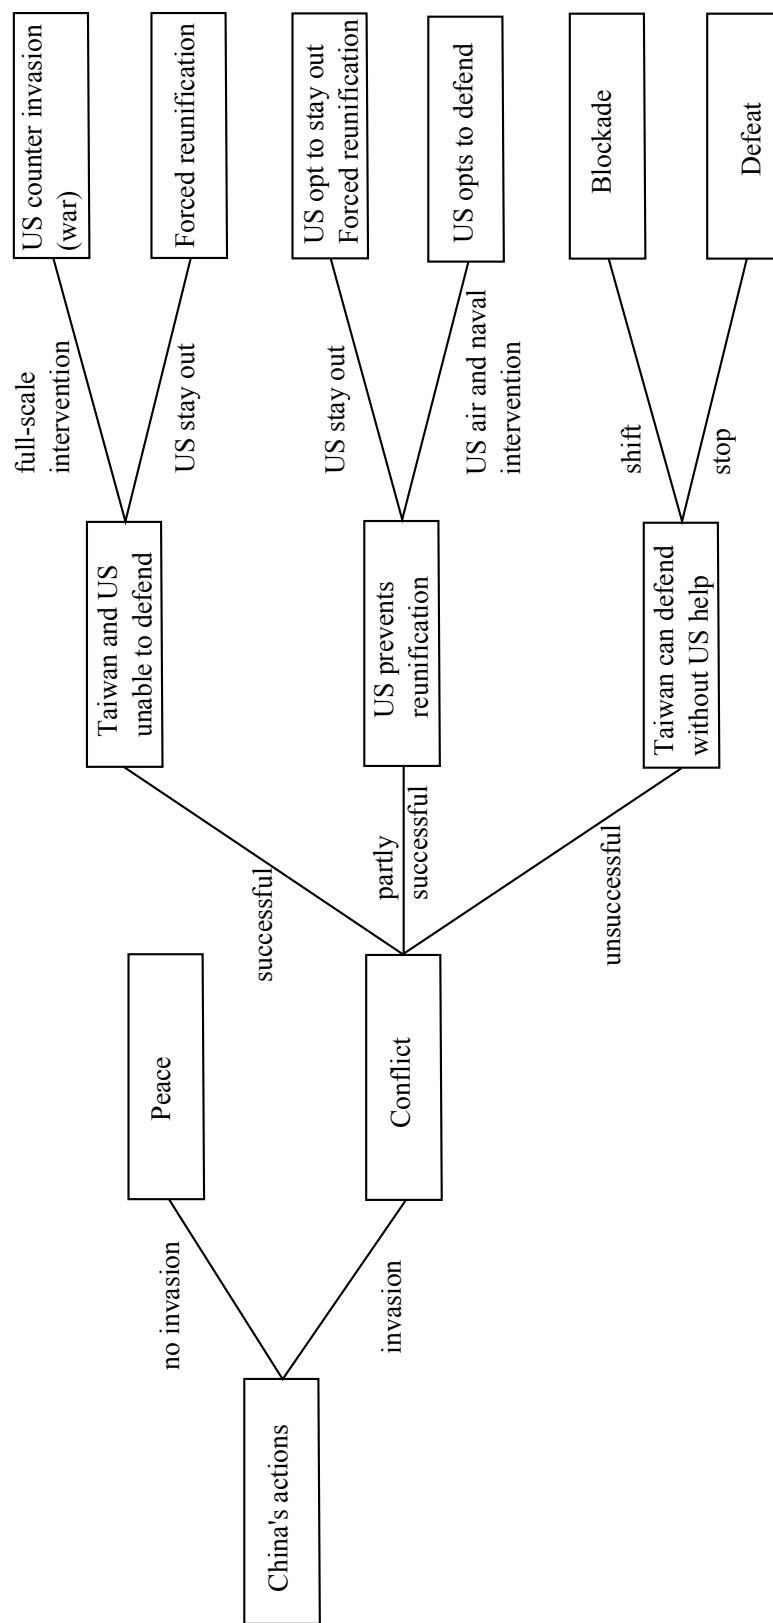 China's actions
no invasion
invasion
Peace
Conflict
successful
partly
successful
unsuccessful
Taiwan and US
unable to defend
US prevents
reunification
Taiwan can defend
without US help
full-scale
intervention
US stay out
US stay out
US air and naval
intervention
shift
stop
US counter invasion
(war)
Forced reunification
US opt to stay out
Forced reunification
US opts to defend
Blockade
Defeat